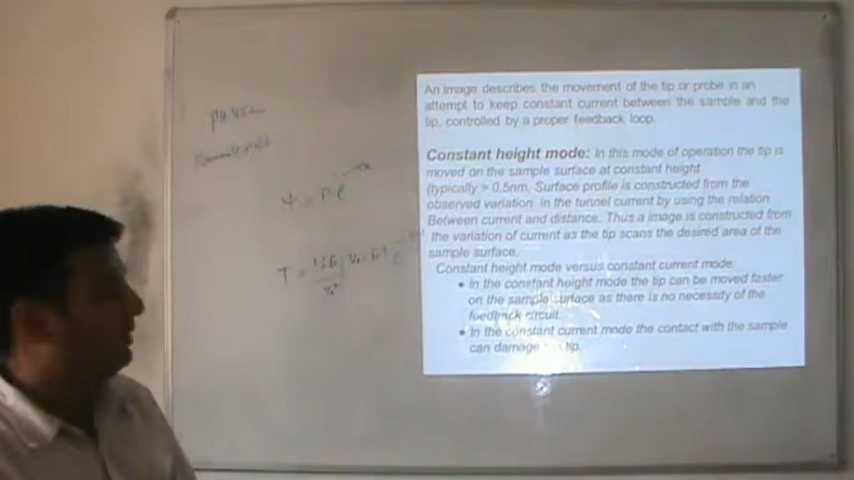 PH-452
Ψ = P e
T = 16E (V₀ - E) e
V₀²
An image describes the movement of the tip or probe in an
attempt to keep constant current between the sample and the
tip, controlled by a proper feedback loop.
Constant height mode: In this mode of operation the tip is
moved on the sample surface at constant height
(typically > 0.5nm. Surface profile is constructed from the
observed variation in the tunnel current by using the relation
Between current and distance. Thus a image is constructed from
the variation of current as the tip scans the desired area of the
sample surface.
Constant height mode versus constant current mode:
• In the constant height mode the tip can be moved faster
on the sample surface as there is no necessity of the
feedback circuit.
• In the constant current mode the contact with the sample
can damage tip.